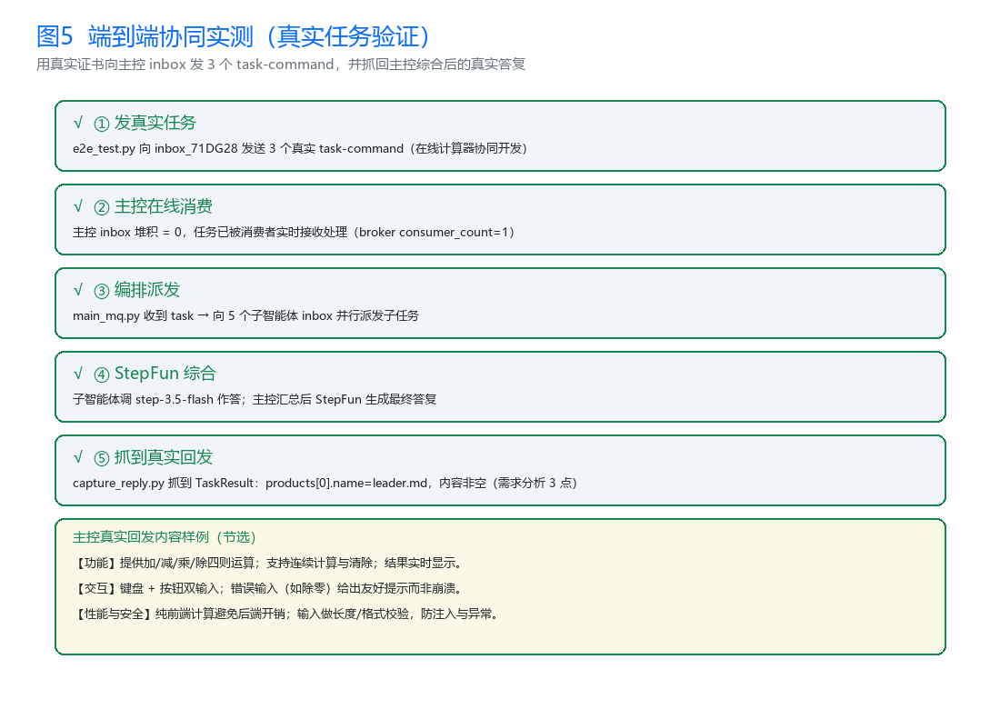 图5 端到端协同实测（真实任务验证）
用真实证书向主控 inbox 发 3 个 task-command，并抓回主控综合后的真实答复
√ ① 发真实任务
e2e_test.py 向 inbox_71DG28 发送 3 个真实 task-command（在线计算器协同开发）
√ ② 主控在线消费
主控 inbox 堆积 = 0，任务已被消费者实时接收处理（broker consumer_count=1）
√ ③ 编排派发
main_mq.py 收到 task → 向 5 个子智能体 inbox 并行派发子任务
√ ④ StepFun 综合
子智能体调 step-3.5-flash 作答；主控汇总后 StepFun 生成最终答复
√ ⑤ 抓到真实回发
capture_reply.py 抓到 TaskResult：products[0].name=leader.md，内容非空（需求分析 3 点）
主控真实回发内容样例（节选）
【功能】提供加/减/乘/除四则运算；支持连续计算与清除；结果实时显示。
【交互】键盘 + 按钮双输入；错误输入（如除零）给出友好提示而非崩溃。
【性能与安全】纯前端计算避免后端开销；输入做长度/格式校验，防注入与异常。